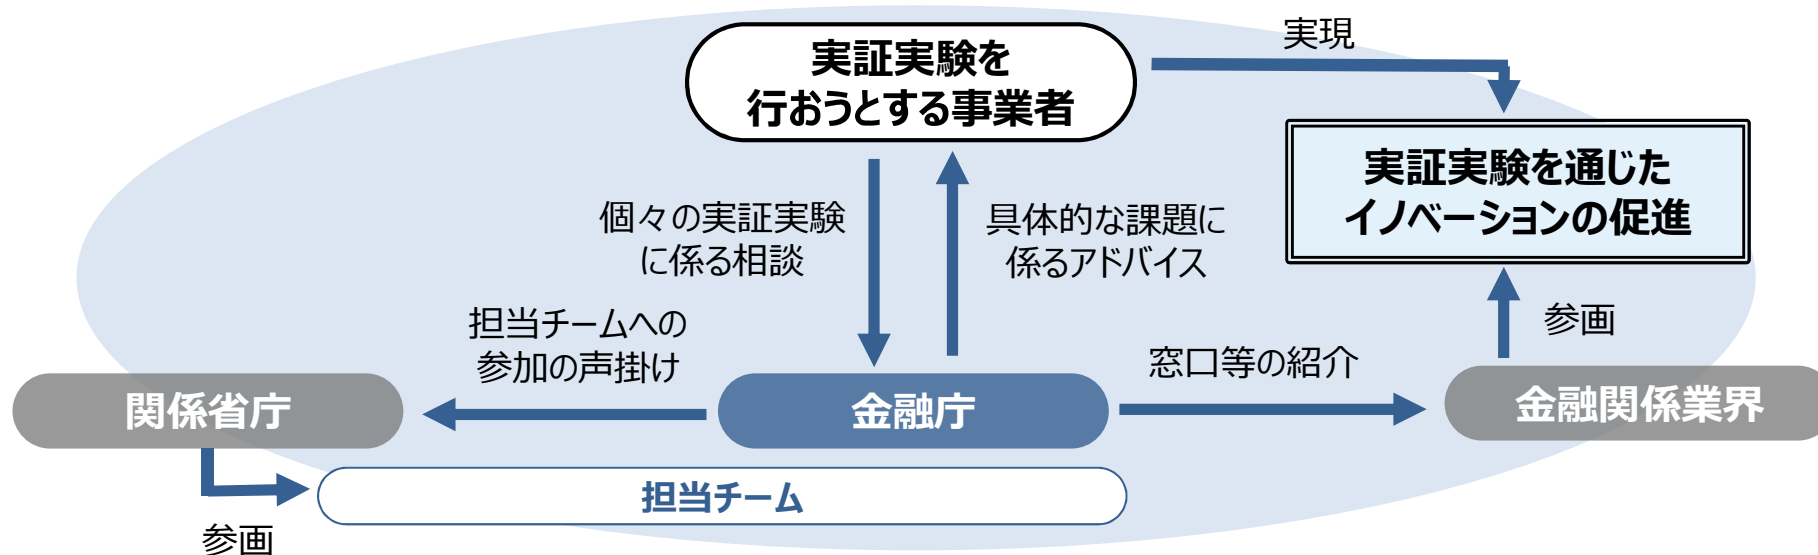 実現
実証実験を
行おうとする事業者
実証実験を通じた
イノベーションの促進
個々の実証実験
に係る相談
具体的な課題に
係るアドバイス
担当チームへの
参加の声掛け
窓口等の紹介
参画
関係省庁
金融庁
金融関係業界
担当チーム
参画